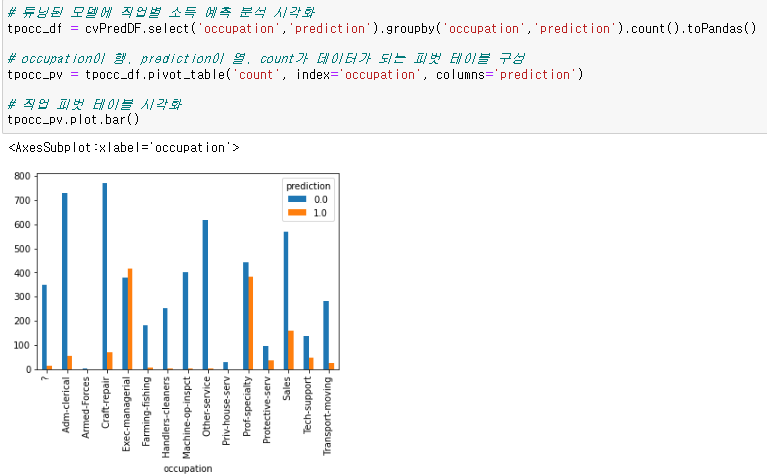 # 튜닝된 모델에 직업별 소득 예측 분석 시각화
tpocc_df = cvPredDF.select('occupation','prediction').groupby('occupation','prediction').count().toPandas()
# occupation이 행, prediction이 열, count가 데이터가 되는 피벗 테이블 구성
tpocc_pv = tpocc_df.pivot_table('count', index='occupation', columns='prediction')
# 직업 피벗 테이블 시각화
tpocc_pv.plot.bar()
<AxesSubplot:xlabel='occupation'>
prediction
0.0
1.0
800
700
600
500
400
300
200
100
0
?
Adm-clerical
Armed-Forces
Craft-repair
Exec-managerial
Farming-fishing
Handlers-cleaners
Machine-op-inspct
Other-service
Priv-house-serv
Prof-specialty
Protective-serv
Sales
Tech-support
Transport-moving
occupation